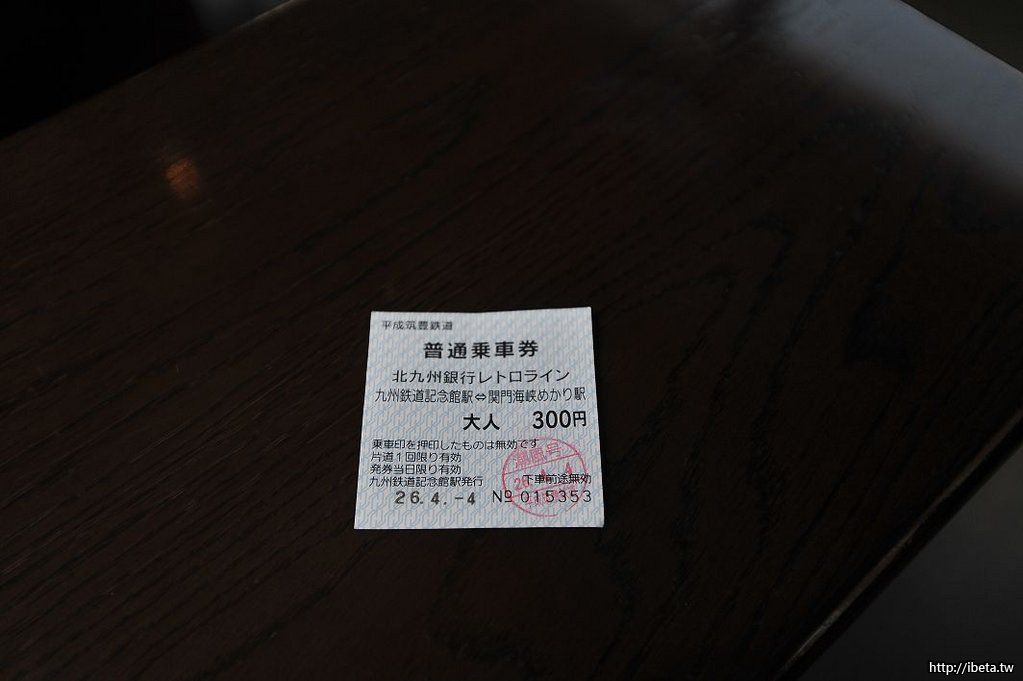 平成筑豊鉄道
普通乗車券
北九州銀行レトロライン
九州鉄道記念館駅⇔関門海峡めかり駅
大人 300円
乗車印を押印したものは無効です
片道1回限り有効
発券当日限り有効
九州鉄道記念館駅発行 下車前途無効
26.4.-4 № 015353
潮風号
http://ibeta.tw